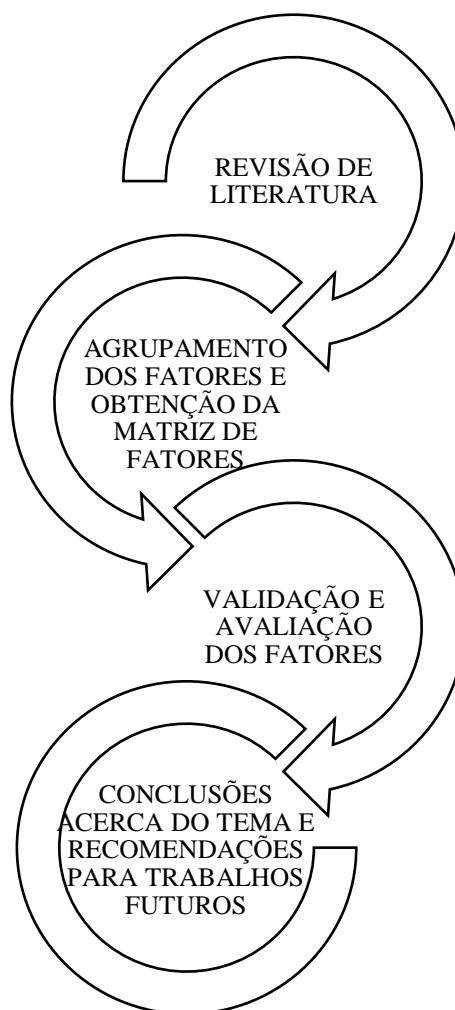 REVISÃO DE
LITERATURA
AGRUPAMENTO
DOS FATORES E
OBTENÇÃO DA
MATRIZ DE
FATORES
VALIDAÇÃO E
AVALIAÇÃO
DOS FATORES
CONCLUSÕES
ACERCA DO TEMA E
RECOMENDAÇÕES
PARA TRABALHOS
FUTUROS